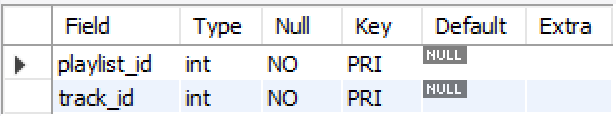 Field Type Null Key Default Extra
playlist_id int NO PRI NULL
track_id int NO PRI NULL